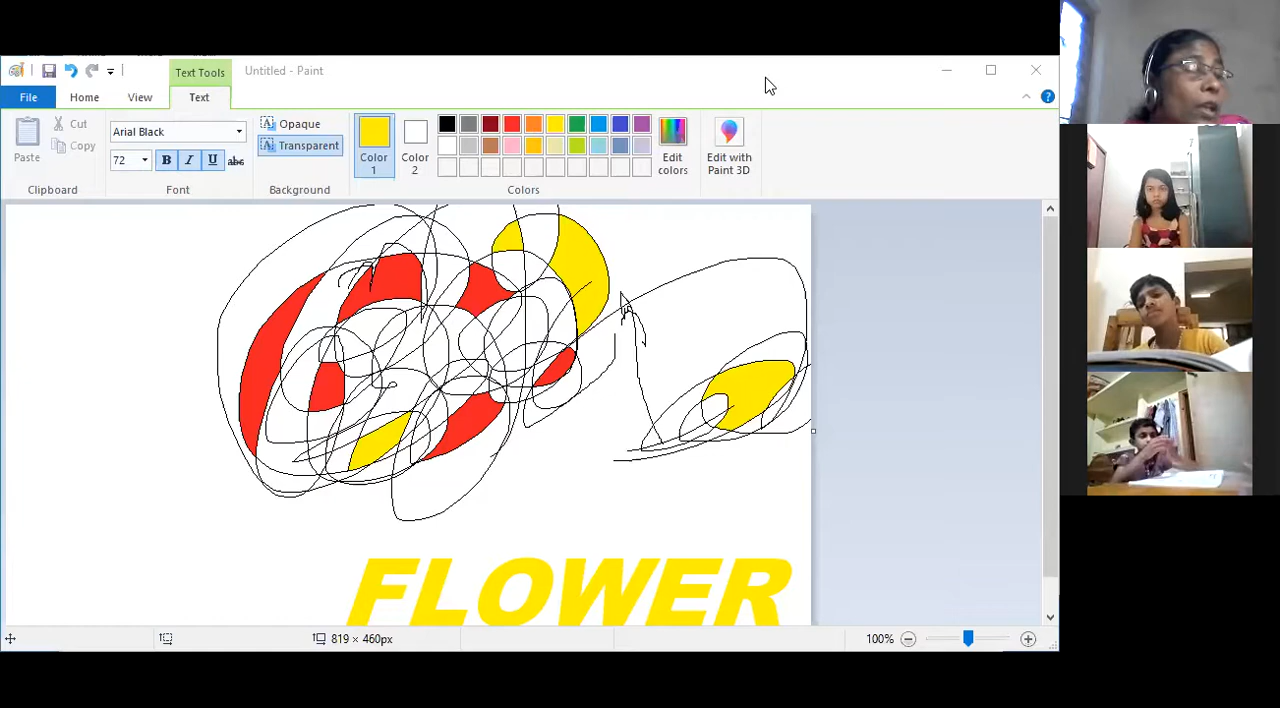 Untitled - Paint
Text Tools
File Home View Text
Paste
Cut
Copy
Clipboard
Arial Black
72 B I U abc
Font
Opaque
Transparent
Background
Color 1
Color 2
Edit colors
Colors
Edit with Paint 3D
FLOWER
819 × 460px
100%